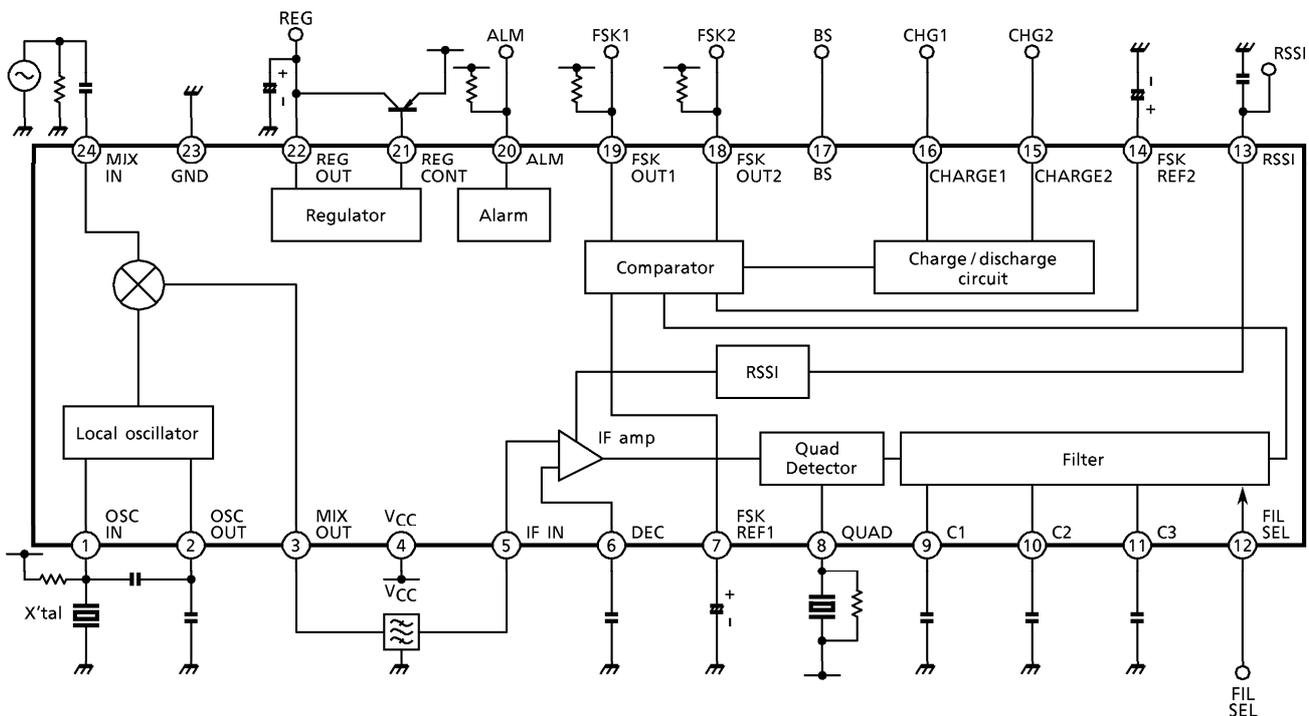 REG
ALM
FSK1
FSK2
BS
CHG1
CHG2
RSSI
+
-
-
+
24
23
22
21
20
19
18
17
16
15
14
13
MIX
IN
GND
REG
OUT
REG
CONT
ALM
FSK
OUT1
FSK
OUT2
BS
CHARGE1
CHARGE2
FSK
REF2
RSSI
Regulator
Alarm
Comparator
Charge / discharge
circuit
RSSI
Local oscillator
IF amp
Quad
Detector
Filter
OSC
IN
OSC
OUT
MIX
OUT
VCC
IF IN
DEC
FSK
REF1
QUAD
C1
C2
C3
FIL
SEL
1
2
3
4
5
6
7
8
9
10
11
12
VCC
X'tal
+
-
FIL
SEL